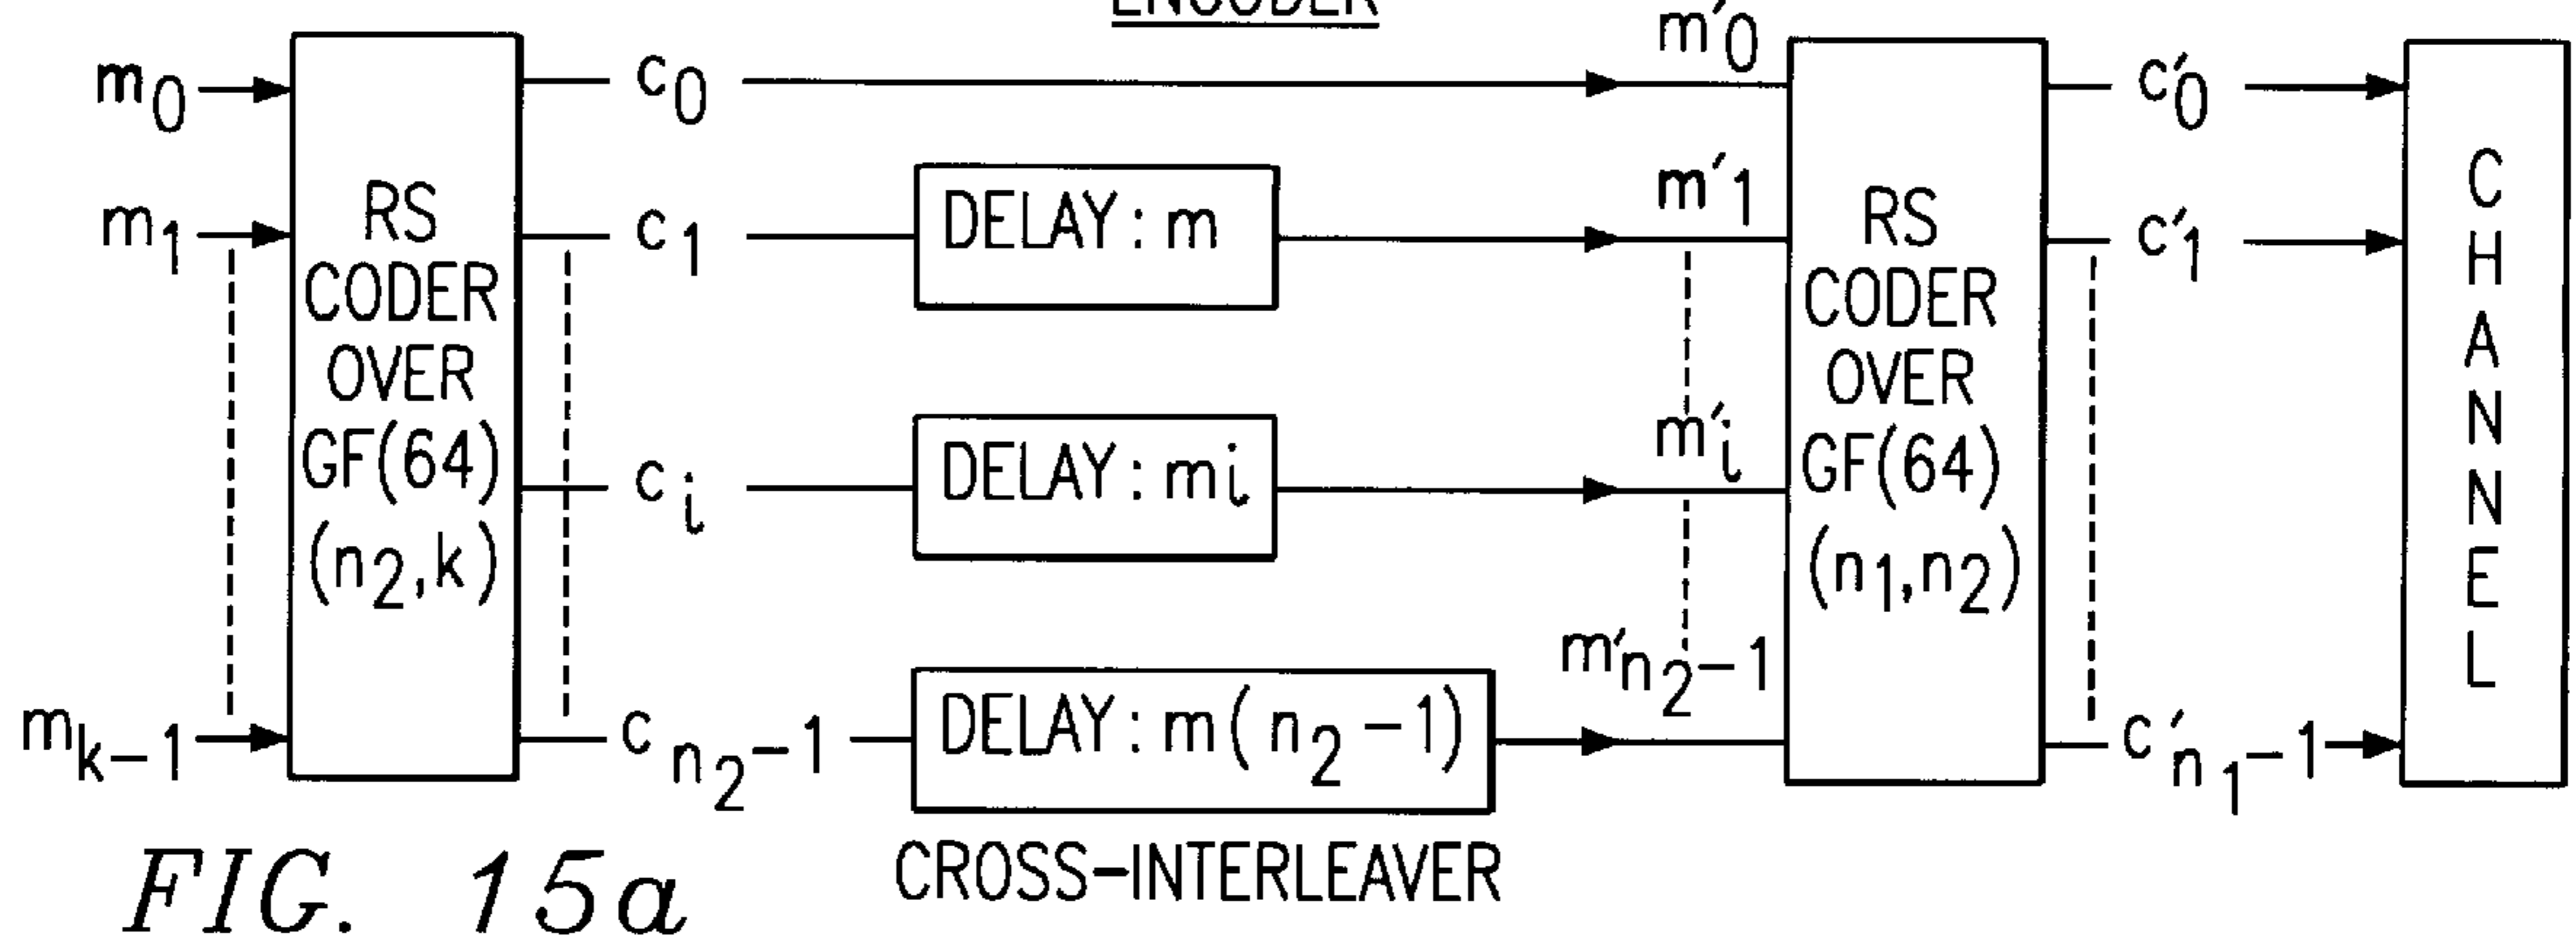 ENCODER
m0
m1
mk-1
RS
CODER
OVER
GF(64)
(n2,k)
c0
c1
ci
cn2-1
DELAY: m
DELAY: mi
DELAY: m(n2-1)
CROSS-INTERLEAVER
m'0
m'1
m'i
m'n2-1
RS
CODER
OVER
GF(64)
(n1,n2)
c'0
c'1
c'n1-1
CHANNEL
FIG. 15a